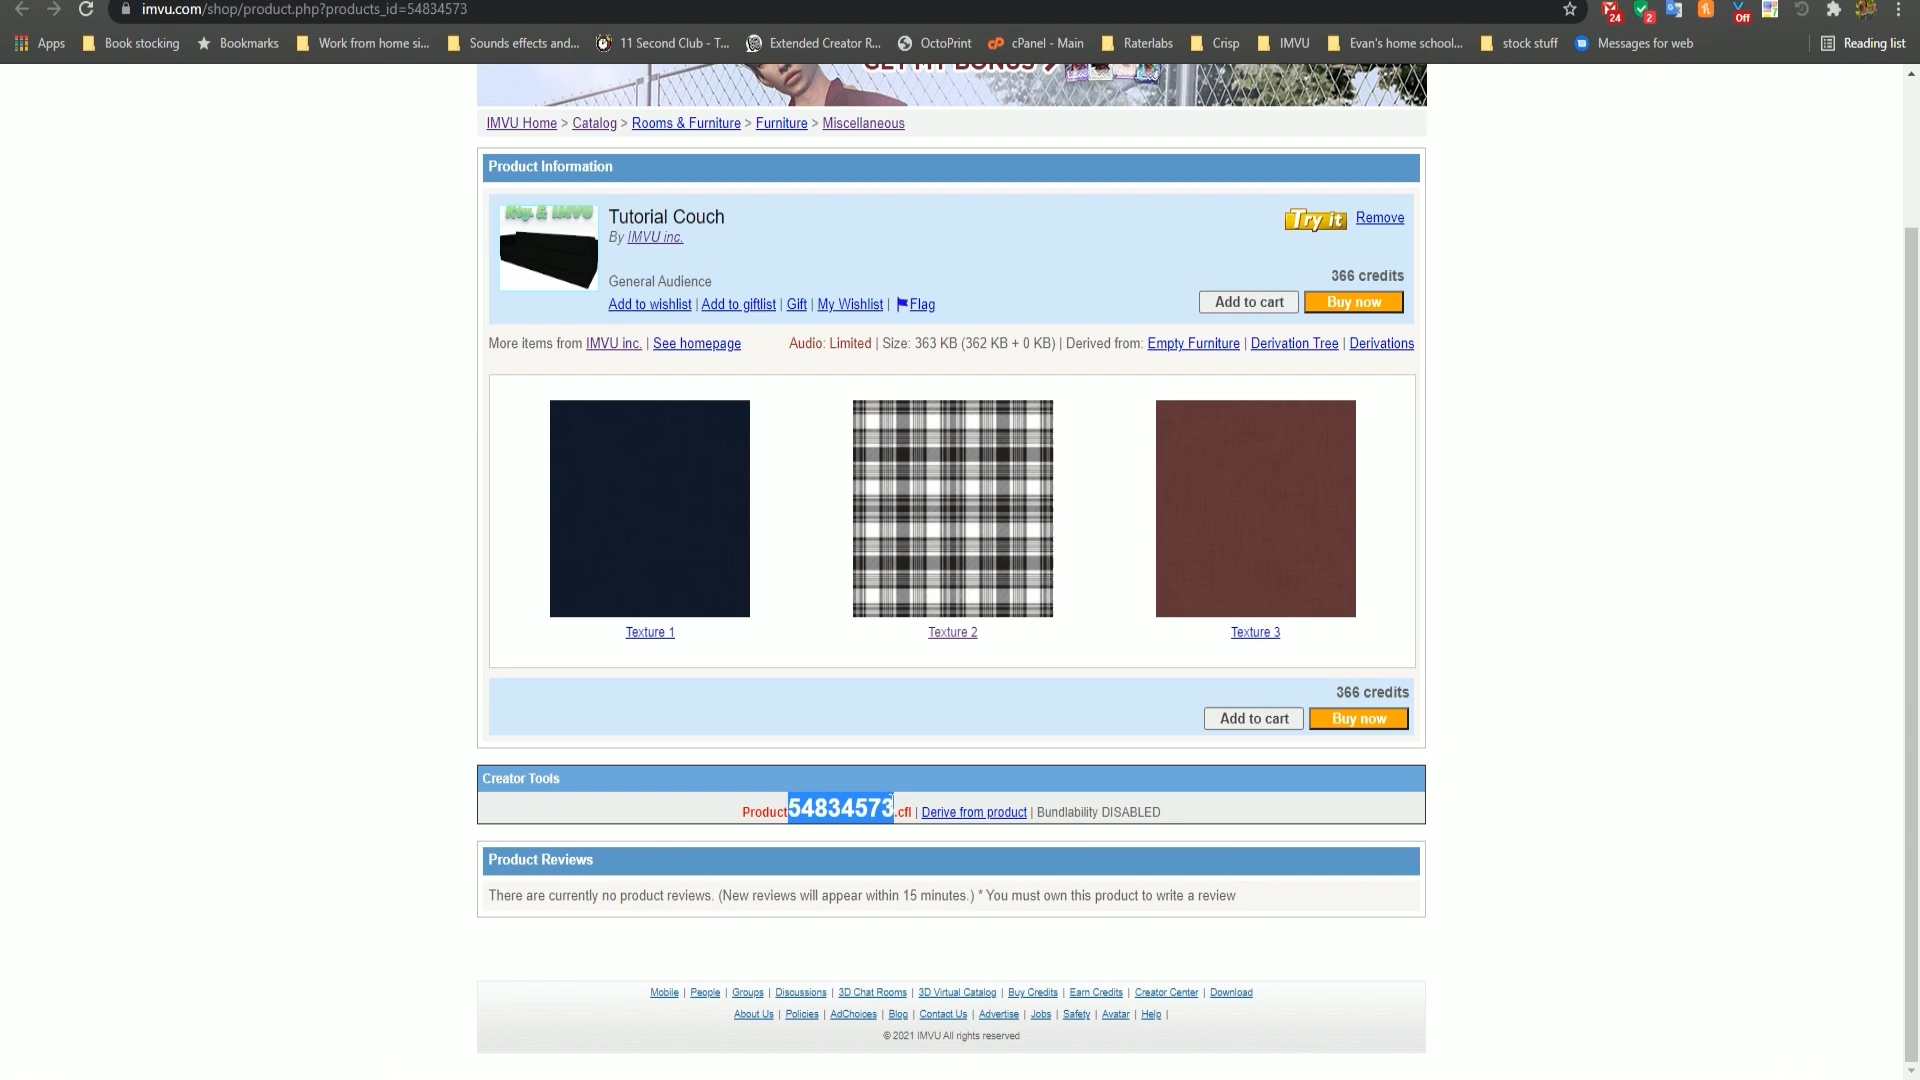 imvu.com/shop/product.php?products_id=54834573
24
2
Off
Apps
Book stocking
Bookmarks
Work from home si...
Sounds effects and...
11 Second Club - T...
Extended Creator R...
OctoPrint
cPanel - Main
Raterlabs
Crisp
IMVU
Evan's home school...
stock stuff
Messages for web
Reading list
IMVU Home > Catalog > Rooms & Furniture > Furniture > Miscellaneous
Product Information
Tutorial Couch
Try it Remove
By IMVU inc.
366 credits
General Audience
Add to wishlist | Add to giftlist | Gift | My Wishlist | Flag
Add to cart Buy now
More items from IMVU inc. | See homepage
Audio: Limited | Size: 363 KB (362 KB + 0 KB) | Derived from: Empty Furniture | Derivation Tree | Derivations
Texture 1
Texture 2
Texture 3
366 credits
Add to cart Buy now
Creator Tools
Product54834573.cfl | Derive from product | Bundlability DISABLED
Product Reviews
There are currently no product reviews. (New reviews will appear within 15 minutes.) * You must own this product to write a review
Mobile | People | Groups | Discussions | 3D Chat Rooms | 3D Virtual Catalog | Buy Credits | Earn Credits | Creator Center | Download
About Us | Policies | AdChoices | Blog | Contact Us | Advertise | Jobs | Safety | Avatar | Help |
© 2021 IMVU All rights reserved